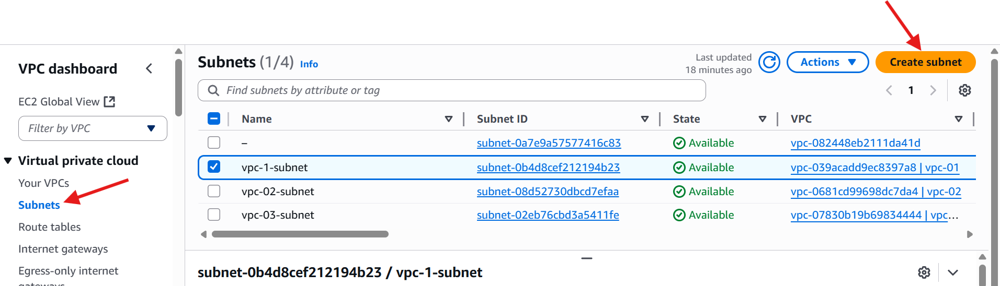 VPC dashboard
EC2 Global View
Filter by VPC
Virtual private cloud
Your VPCs
Subnets
Route tables
Internet gateways
Egress-only internet
gateways
Subnets (1/4) Info
Last updated
18 minutes ago
Actions
Create subnet
Find subnets by attribute or tag
1
Name Subnet ID State VPC
– subnet-0a7e9a57577416c83 Available vpc-082448eb2111da41d
vpc-1-subnet subnet-0b4d8cef212194b23 Available vpc-039acadd9ec8397a8 | vpc-01
vpc-02-subnet subnet-08d52730dbcd7efaa Available vpc-0681cd99698dc7da4 | vpc-02
vpc-03-subnet subnet-02eb76cbd3a5411fe Available vpc-07830b19b69834444 | vpc…
subnet-0b4d8cef212194b23 / vpc-1-subnet